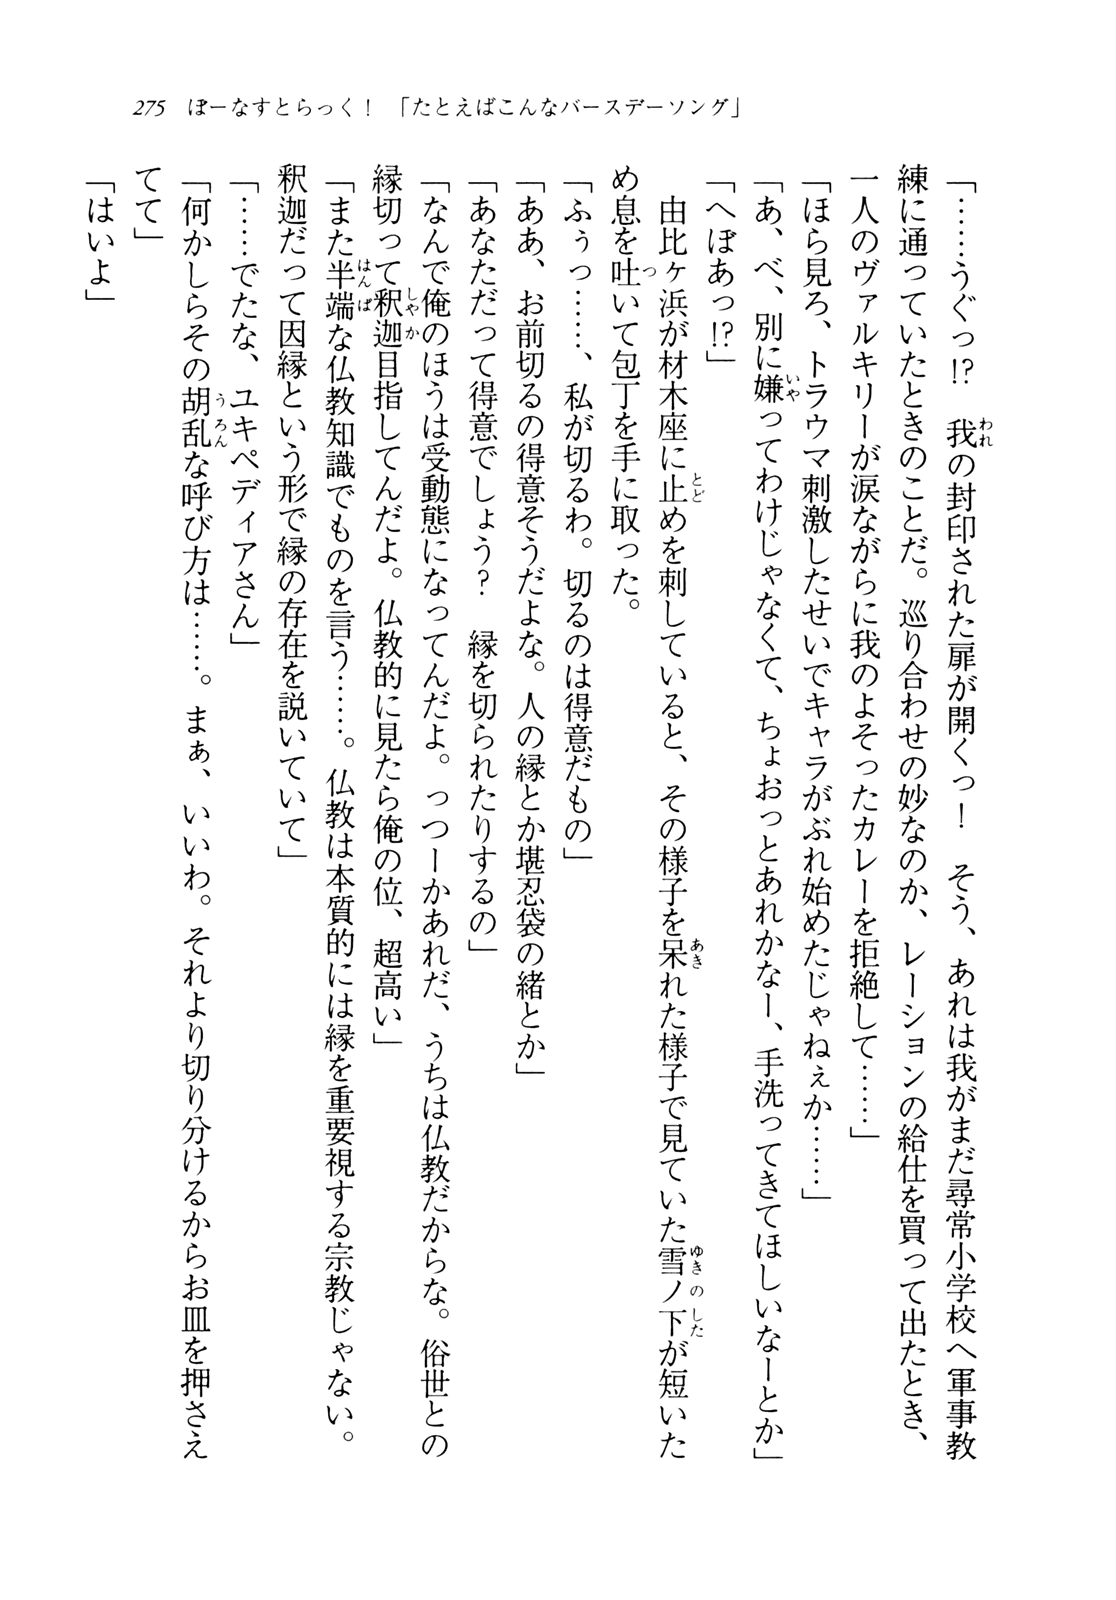 275 ぼーなすとらっく！ 「たとえばこんなバースデーソング」
「……うぐっ!?　我の封印された扉が開くっ！　そう、あれは我がまだ尋常小学校へ軍事教
練に通っていたときのことだ。巡り合わせの妙なのか、レーションの給仕を買って出たとき、
一人のヴァルキリーが涙ながらに我のよそったカレーを拒絶して……」
「ほら見ろ、トラウマ刺激したせいでキャラがぶれ始めたじゃねぇか……」
「あ、べ、別に嫌ってわけじゃなくて、ちょおっとあれかなー、手洗ってきてほしいなーとか」
「へぼあっ!?」
　由比ヶ浜が材木座に止めを刺していると、その様子を呆れた様子で見ていた雪ノ下が短いた
め息を吐いて包丁を手に取った。
「ふぅっ……、私が切るわ。切るのは得意だもの」
「ああ、お前切るの得意そうだよな。人の縁とか堪忍袋の緒とか」
「あなただって得意でしょう？　縁を切られたりするの」
「なんで俺のほうは受動態になってんだよ。っつーかあれだ、うちは仏教だからな。俗世との
縁切って釈迦目指してんだよ。仏教的に見たら俺の位、超高い」
「また半端な仏教知識でものを言う……。仏教は本質的には縁を重要視する宗教じゃない。
釈迦だって因縁という形で縁の存在を説いていて」
「……でたな、ユキペディアさん」
「何かしらその胡乱な呼び方は……。まぁ、いいわ。それより切り分けるからお皿を押さえ
てて」
「はいよ」